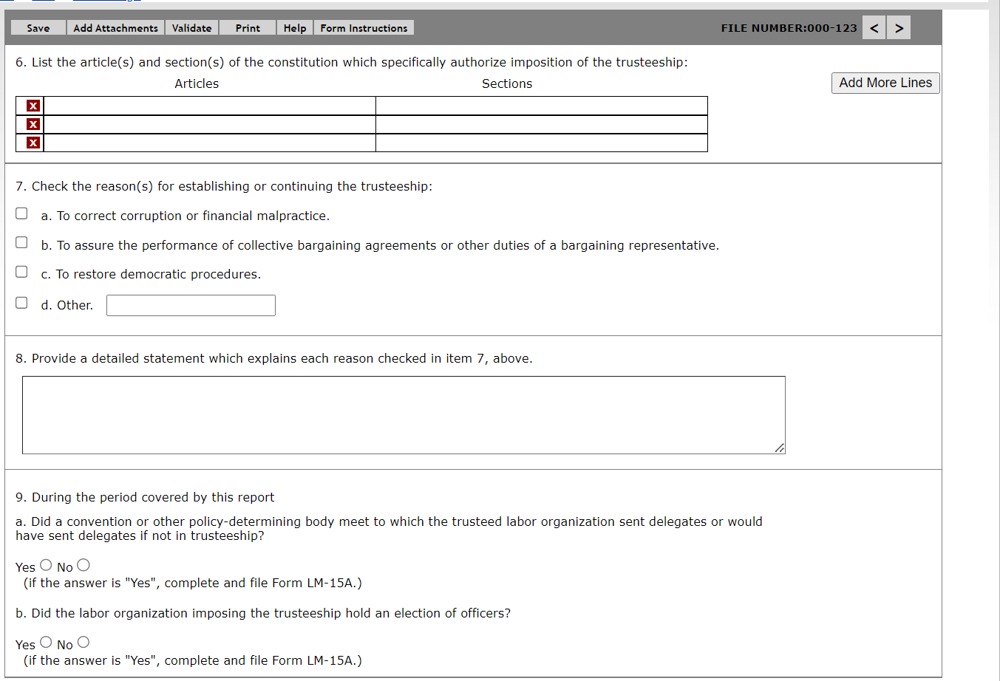 Save Add Attachments Validate Print Help Form Instructions FILE NUMBER:000-123 < >
6. List the article(s) and section(s) of the constitution which specifically authorize imposition of the trusteeship:
Articles Sections Add More Lines
X
X
X
7. Check the reason(s) for establishing or continuing the trusteeship:
a. To correct corruption or financial malpractice.
b. To assure the performance of collective bargaining agreements or other duties of a bargaining representative.
c. To restore democratic procedures.
d. Other.
8. Provide a detailed statement which explains each reason checked in item 7, above.
9. During the period covered by this report
a. Did a convention or other policy-determining body meet to which the trusteed labor organization sent delegates or would
have sent delegates if not in trusteeship?
Yes No
(if the answer is "Yes", complete and file Form LM-15A.)
b. Did the labor organization imposing the trusteeship hold an election of officers?
Yes No
(if the answer is "Yes", complete and file Form LM-15A.)